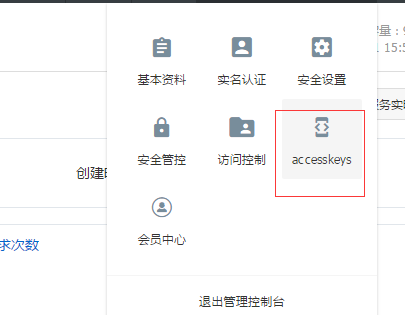 量：9
1 15:5
基本资料 实名认证 安全设置
服务实
安全管控 访问控制 accesskeys
创建
求次数
会员中心
退出管理控制台